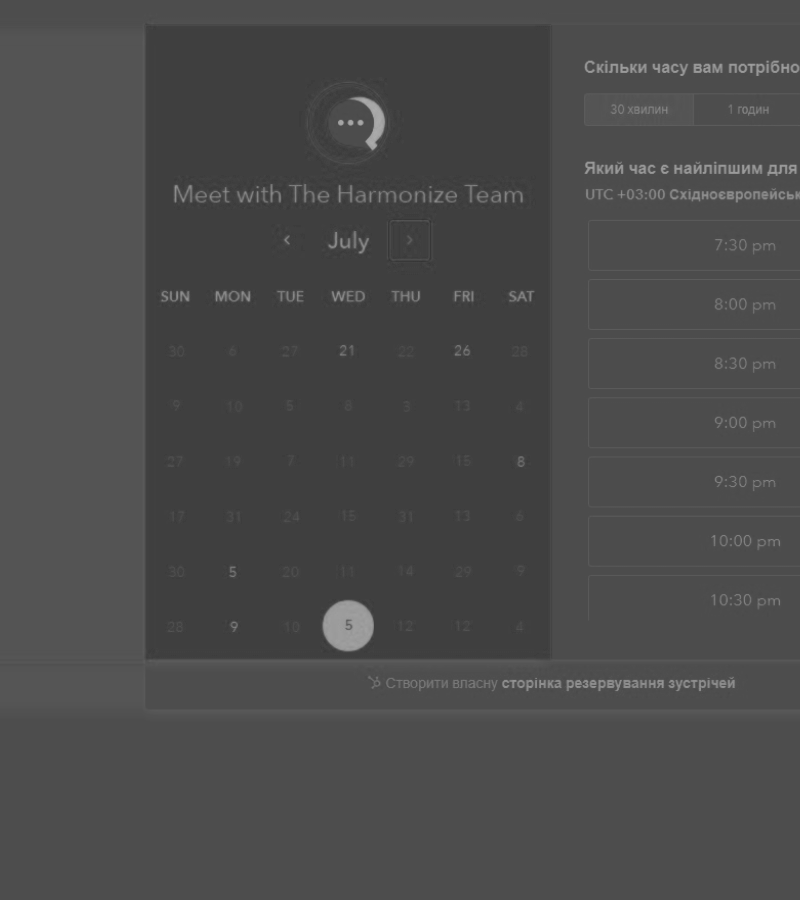 Meet with The Harmonize Team
July
SUN MON TUE WED THU FRI SAT
30 6 27 21 22 26 28
9 10 5 8 3 13 4
27 19 7 11 29 15 8
17 31 24 15 31 13 6
30 5 20 11 14 29 9
28 9 10 5 12 12 4
Скільки часу вам потрібно
30 хвилин 1 годин
Який час є найліпшим для
UTC +03:00 Східноєвропейськ
7:30 pm
8:00 pm
8:30 pm
9:00 pm
9:30 pm
10:00 pm
10:30 pm
Створити власну сторінка резервування зустрічей